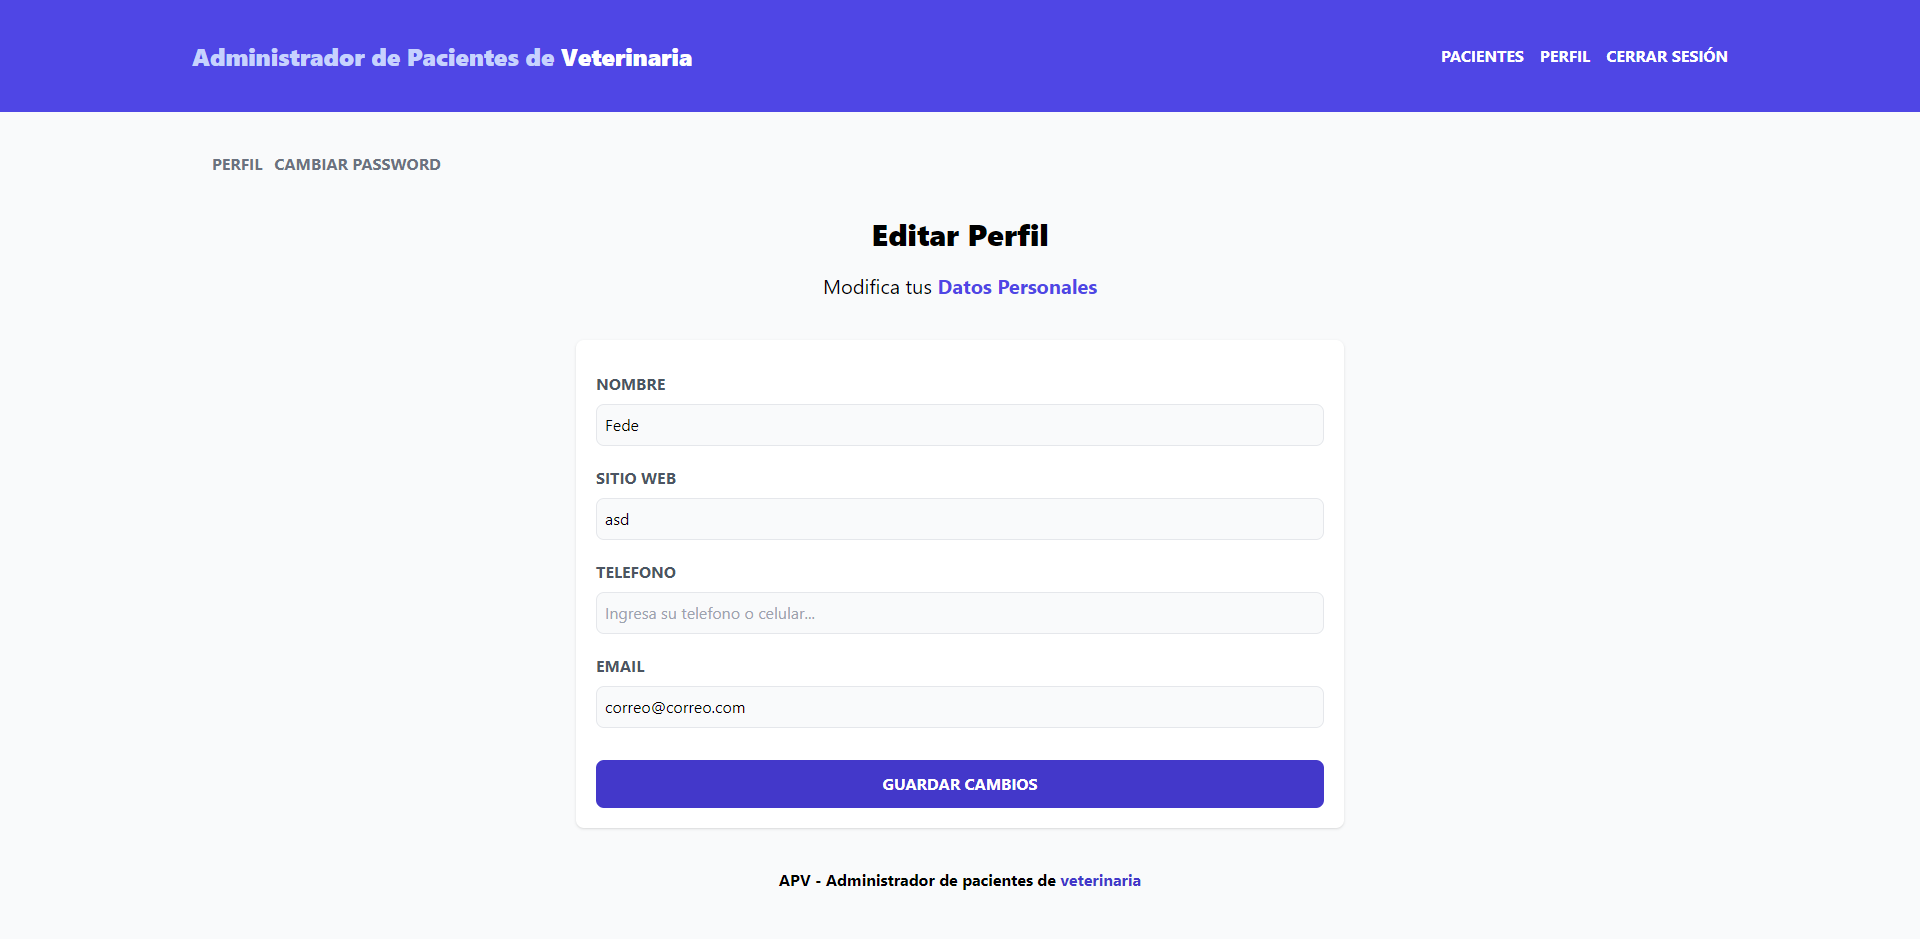 Administrador de Pacientes de Veterinaria
PACIENTES PERFIL CERRAR SESIÓN
PERFIL CAMBIAR PASSWORD
Editar Perfil
Modifica tus Datos Personales
NOMBRE
Fede
SITIO WEB
asd
TELEFONO
Ingresa su telefono o celular...
EMAIL
correo@correo.com
GUARDAR CAMBIOS
APV - Administrador de pacientes de veterinaria